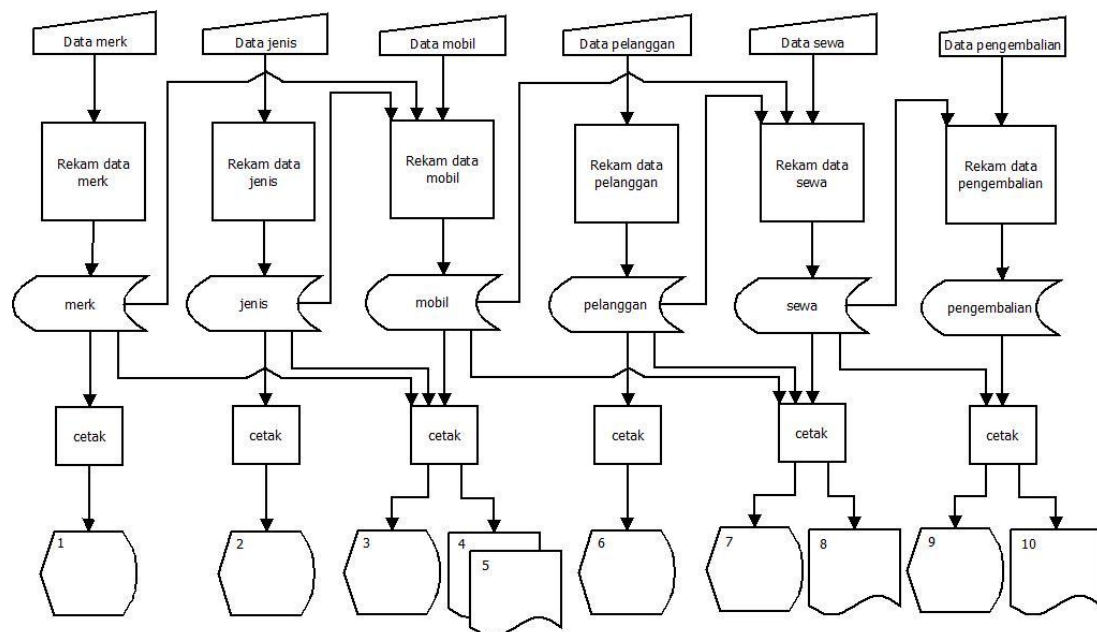 Data merk
Data jenis
Data mobil
Data pelanggan
Data sewa
Data pengembalian
Rekam data
merk
Rekam data
jenis
Rekam data
mobil
Rekam data
pelanggan
Rekam data
sewa
Rekam data
pengembalian
merk
jenis
mobil
pelanggan
sewa
pengembalian
cetak
cetak
cetak
cetak
cetak
cetak
1
2
3
4
5
6
7
8
9
10